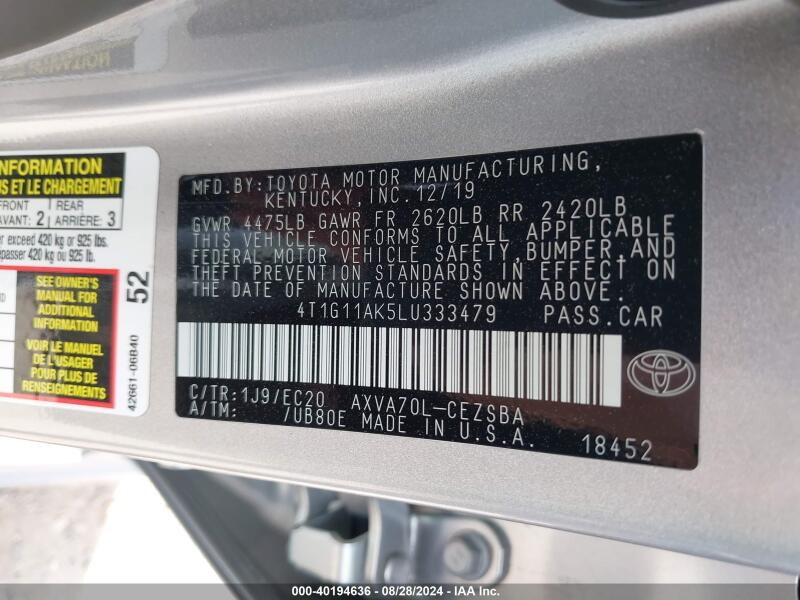 INFORMATION
US ET LE CHARGEMENT
FRONT
AVANT: 2
REAR
ARRIÈRE: 3
er exceed 420 kg or 925 lbs.
épasser 420 kg ou 925 lb.
SEE OWNER'S
MANUAL FOR
ADDITIONAL
INFORMATION
VOIR LE MANUEL
DE L'USAGER
POUR PLUS DE
RENSEIGNEMENTS
52
42661-06B40
MFD. BY: TOYOTA MOTOR MANUFACTURING,
KENTUCKY, INC. 12/19
GVWR 4475LB GAWR FR 2620LB RR 2420LB
THIS VEHICLE CONFORMS TO ALL APPLICABLE
FEDERAL MOTOR VEHICLE SAFETY, BUMPER, AND
THEFT PREVENTION STANDARDS IN EFFECT ON
THE DATE OF MANUFACTURE SHOWN ABOVE.
4T1G11AK5LU333479 PASS.CAR
C/TR: 1J9/EC20 AXVA70L-CEZSBA
A/TM: /UB80E MADE IN U.S.A.
18452
000-40194636 - 08/28/2024 - IAA Inc.